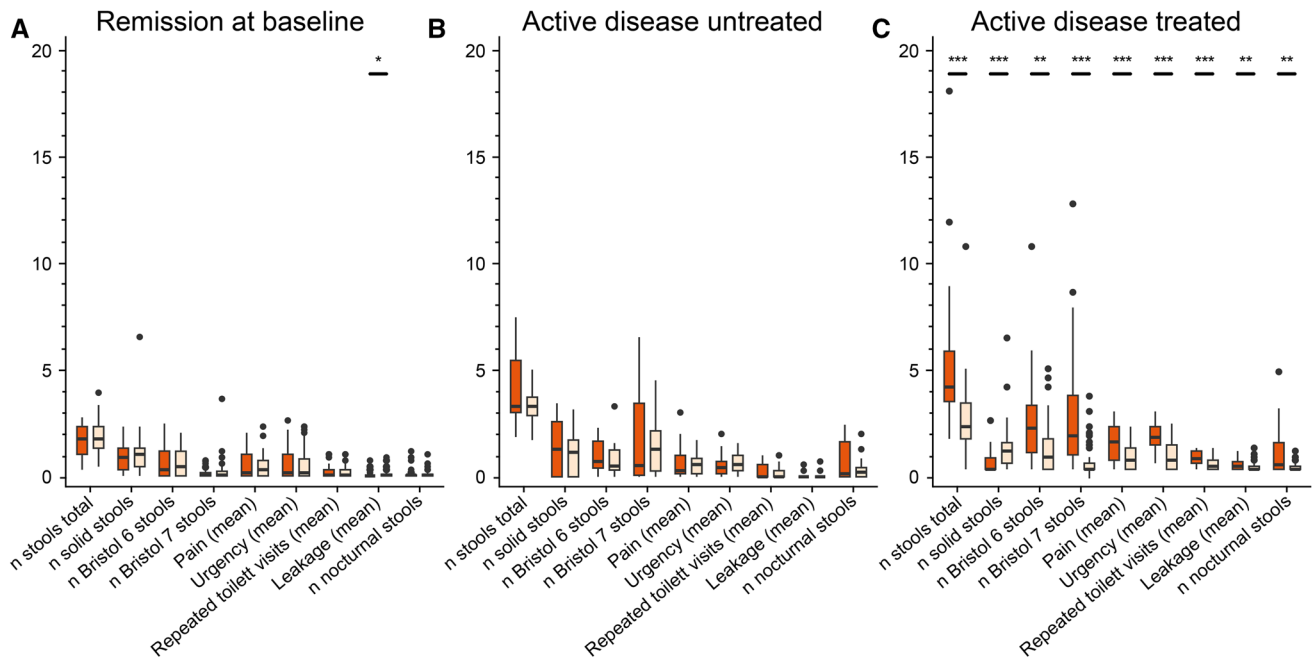 A Remission at baseline
20
15
10
5
0
*
n stools total
n solid stools
n Bristol 6 stools
n Bristol 7 stools
Pain (mean)
Urgency (mean)
Repeated toilett visits (mean)
Leakage (mean)
n nocturnal stools
B Active disease untreated
20
15
10
5
0
n stools total
n solid stools
n Bristol 6 stools
n Bristol 7 stools
Pain (mean)
Urgency (mean)
Repeated toilett visits (mean)
Leakage (mean)
n nocturnal stools
C Active disease treated
20
15
10
5
0
*** *** ** *** *** *** *** ** **
n stools total
n solid stools
n Bristol 6 stools
n Bristol 7 stools
Pain (mean)
Urgency (mean)
Repeated toilett visits (mean)
Leakage (mean)
n nocturnal stools